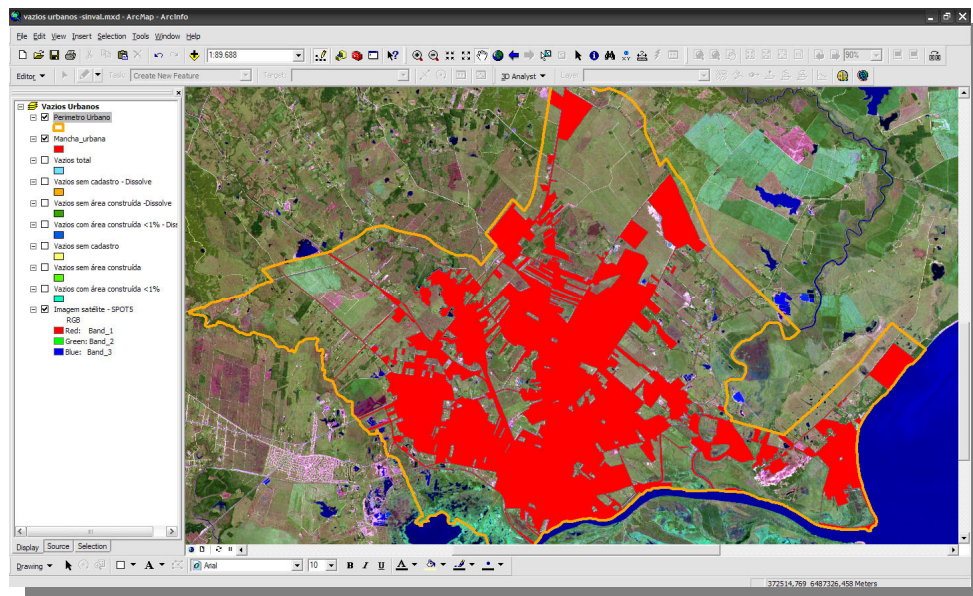 vazios urbanos -sinval.mxd - ArcMap - ArcInfo
File Edit View Insert Selection Tools Window Help
1:89.688
90%
Editor Task: Create New Feature Target: 3D Analyst Layer:
Vazios Urbanos
Perimetro Urbano
Mancha_urbana
Vazios total
Vazios sem cadastro - Dissolve
Vazios sem área construída -Dissolve
Vazios com área construída <1% - Diss
Vazios sem cadastro
Vazios sem área construída
Vazios com área construída <1%
Imagem satélite - SPOT5
RGB
Red: Band_1
Green: Band_2
Blue: Band_3
Display Source Selection
Drawing A Arial 10 B I U A
372514,769 6487326,458 Meters